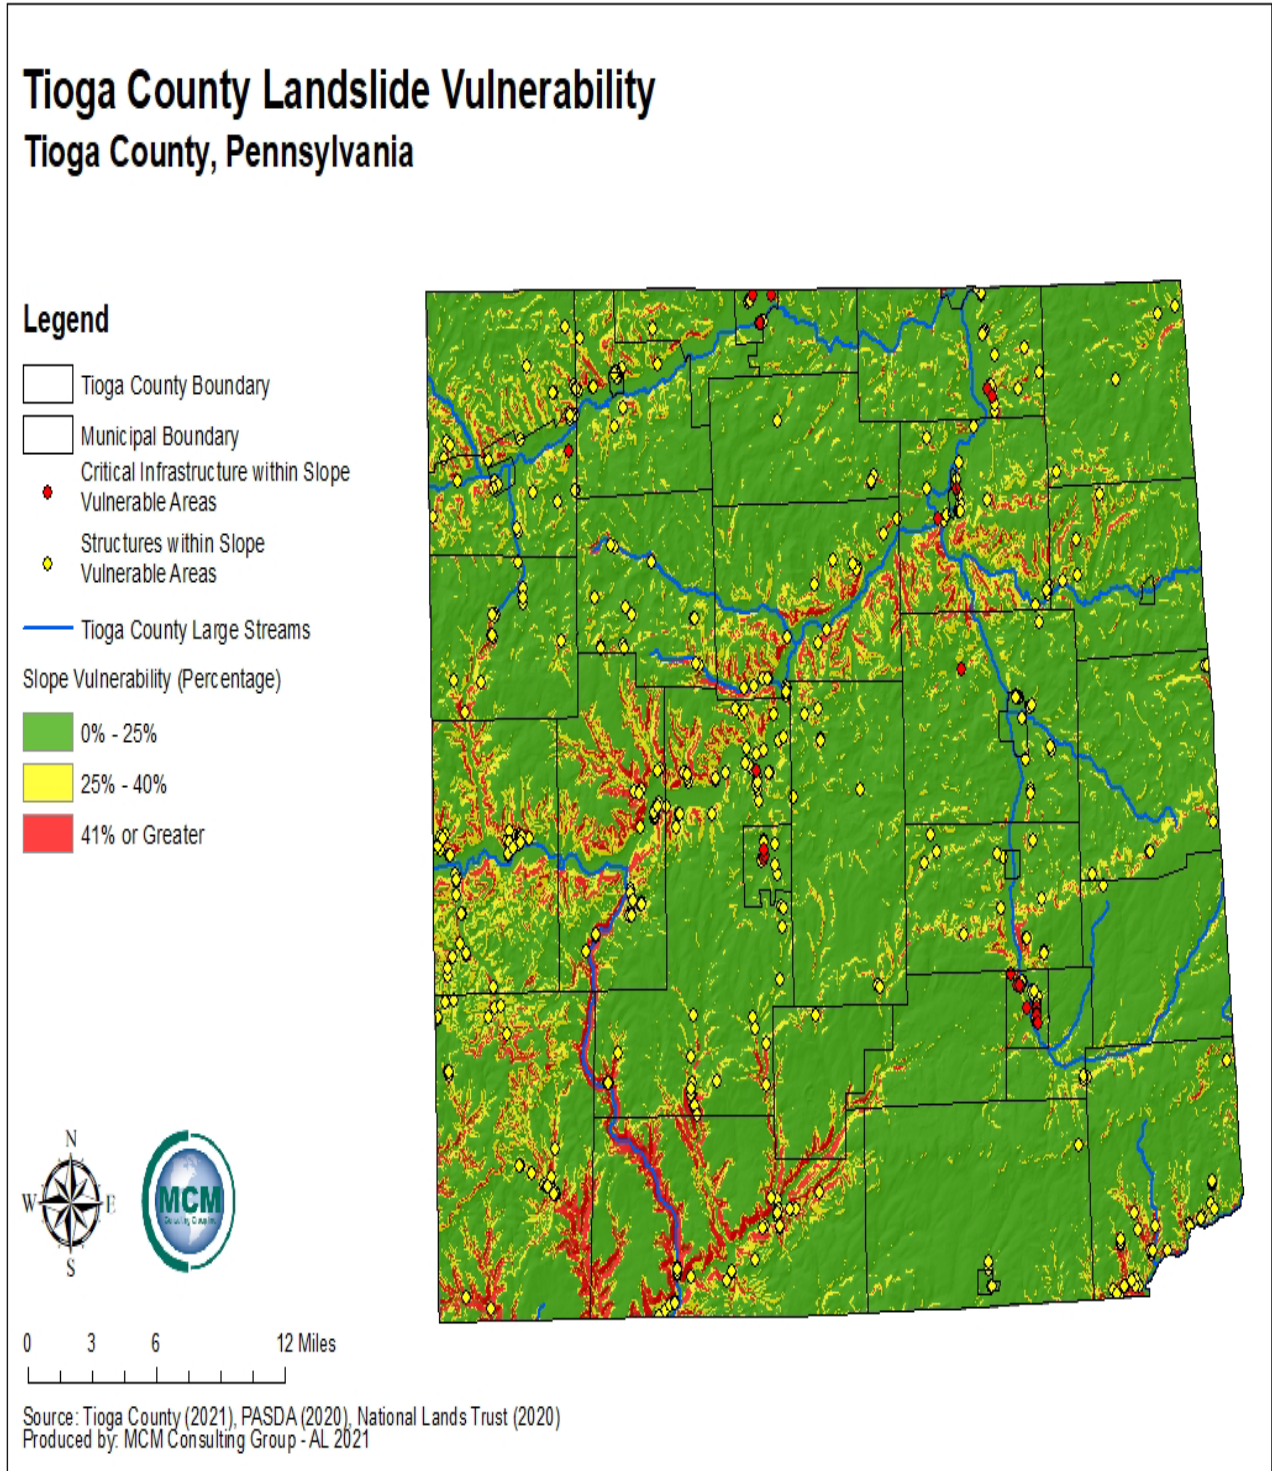 Tioga County Landslide Vulnerability
Tioga County, Pennsylvania
Legend
Tioga County Boundary
Municipal Boundary
Critical Infrastructure within Slope
Vulnerable Areas
Structures within Slope
Vulnerable Areas
Tioga County Large Streams
Slope Vulnerability (Percentage)
0% - 25%
25% - 40%
41% or Greater
N
W
E
S
MCM
Consulting Group Inc.
0 3 6 12 Miles
Source: Tioga County (2021), PASDA (2020), National Lands Trust (2020)
Produced by: MCM Consulting Group - AL 2021